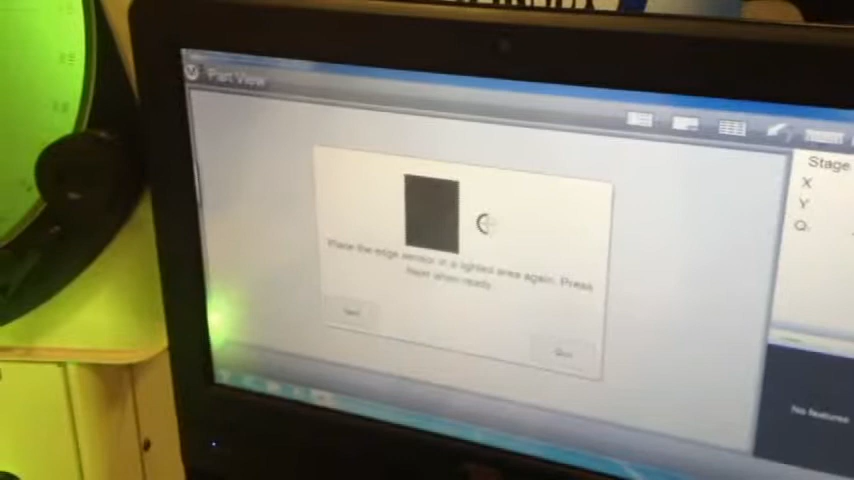 Part View
Stage
X
Y
Q
Place the edge sensor in a lighted area again. Press
Next when ready.
Next
Quit
No features